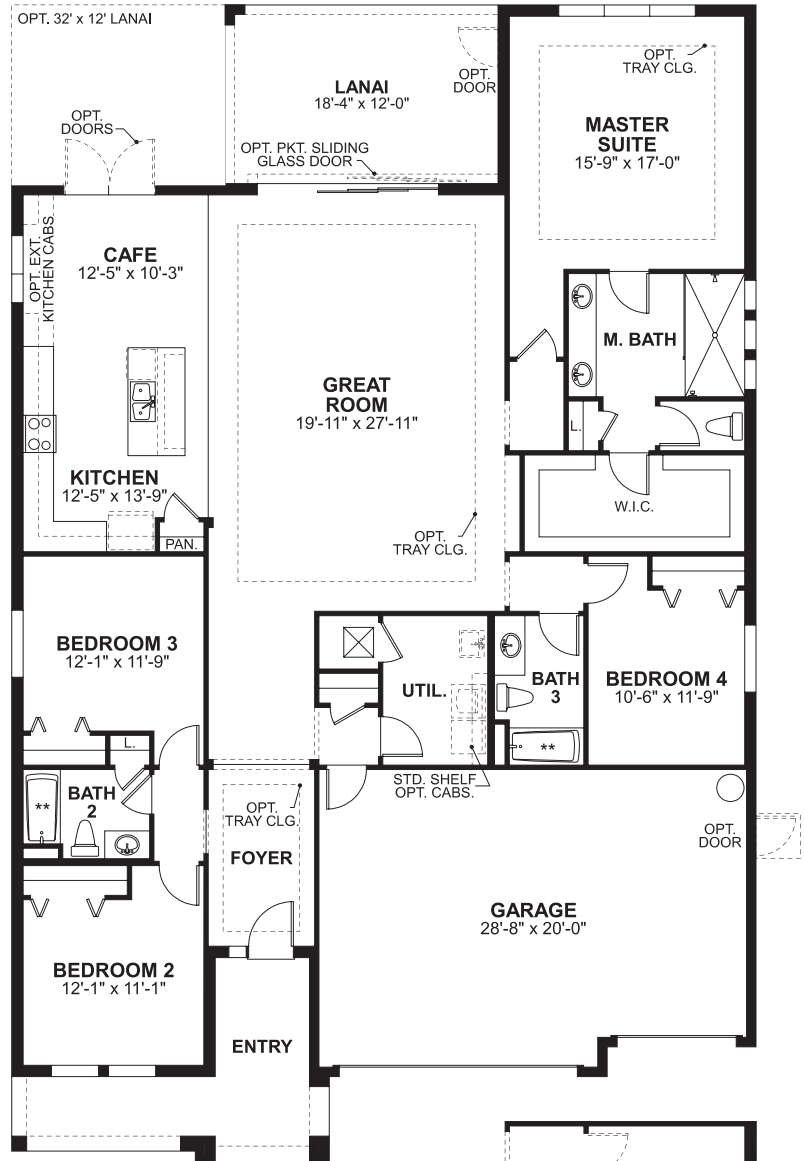 OPT. 32' x 12' LANAI
OPT.
DOORS
LANAI
18'-4" x 12'-0"
OPT.
DOOR
OPT. PKT. SLIDING
GLASS DOOR
OPT.
TRAY CLG.
MASTER
SUITE
15'-9" x 17'-0"
OPT. EXT.
KITCHEN CABS.
CAFE
12'-5" x 10'-3"
M. BATH
GREAT
ROOM
19'-11" x 27'-11"
L.
KITCHEN
12'-5" x 13'-9"
W.I.C.
OPT.
TRAY CLG.
PAN.
BEDROOM 3
12'-1" x 11'-9"
UTIL.
BATH
3
BEDROOM 4
10'-6" x 11'-9"
L.
**
STD. SHELF
OPT. CABS.
BATH
2
**
OPT.
TRAY CLG.
FOYER
OPT.
DOOR
GARAGE
28'-8" x 20'-0"
BEDROOM 2
12'-1" x 11'-1"
ENTRY